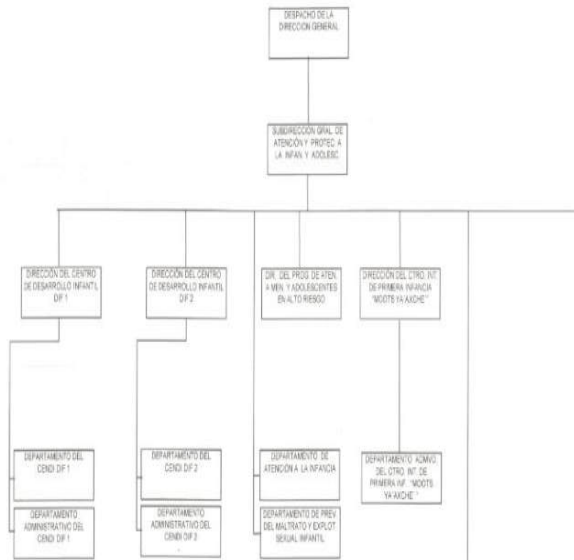 DESPACHO DE LA
DIRECCION GENERAL
SUBDIRECCIÓN GRAL. DE
ATENCIÓN Y PROTEC. A
LA INFAN. Y ADOLESC.
DIRECCIÓN DEL CENTRO
DE DESARROLLO INFANTIL
DIF 1
DIRECCIÓN DEL CENTRO
DE DESARROLLO INFANTIL
DIF 2
DIR. DEL PROG. DE ATEN.
A MEN. Y ADOLESCENTES
EN ALTO RIESGO
DIRECCIÓN DEL CTRO. INT.
DE PRIMERA INFANCIA
"MOOTS YA´AXCHE´"
DEPARTAMENTO DEL
CENDI DIF 1
DEPARTAMENTO DEL
CENDI DIF 2
DEPARTAMENTO DE
ATENCIÓN A LA INFANCIA
DEPARTAMENTO ADMVO.
DEL CTRO. INT. DE
PRIMERA INF. "MOOTS
YA´AXCHE´"
DEPARTAMENTO
ADMINISTRATIVO DEL
CENDI DIF 1
DEPARTAMENTO
ADMINISTRATIVO DEL
CENDI DIF 2
DEPARTAMENTO DE PREV.
DEL MALTRATO Y EXPLOT.
SEXUAL INFANTIL